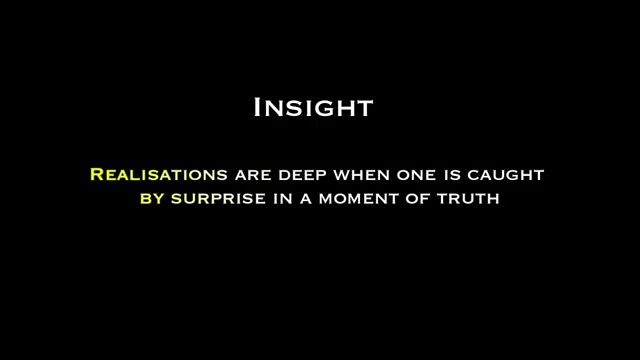 Insight
Realisations are deep when one is caught
by surprise in a moment of truth